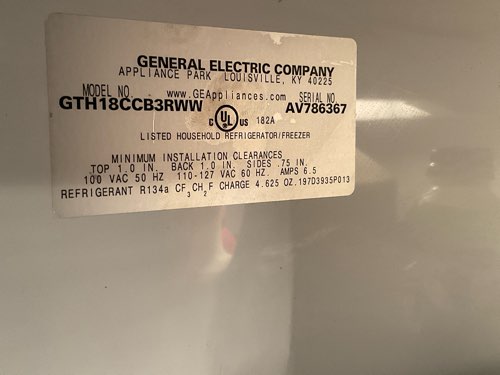 GENERAL ELECTRIC COMPANY
APPLIANCE PARK LOUISVILLE, KY 40225
MODEL NO. www.GEAppliances.com SERIAL NO.
GTH18CCB3RWW AV786367
C UL US 182A
LISTED HOUSEHOLD REFRIGERATOR/FREEZER
MINIMUM INSTALLATION CLEARANCES
TOP 1.0 IN. BACK 1.0 IN. SIDES .75 IN.
100 VAC 50 HZ 110-127 VAC 60 HZ. AMPS 6.5
REFRIGERANT R134a CF3CH2F CHARGE 4.625 OZ. 197D3935P013